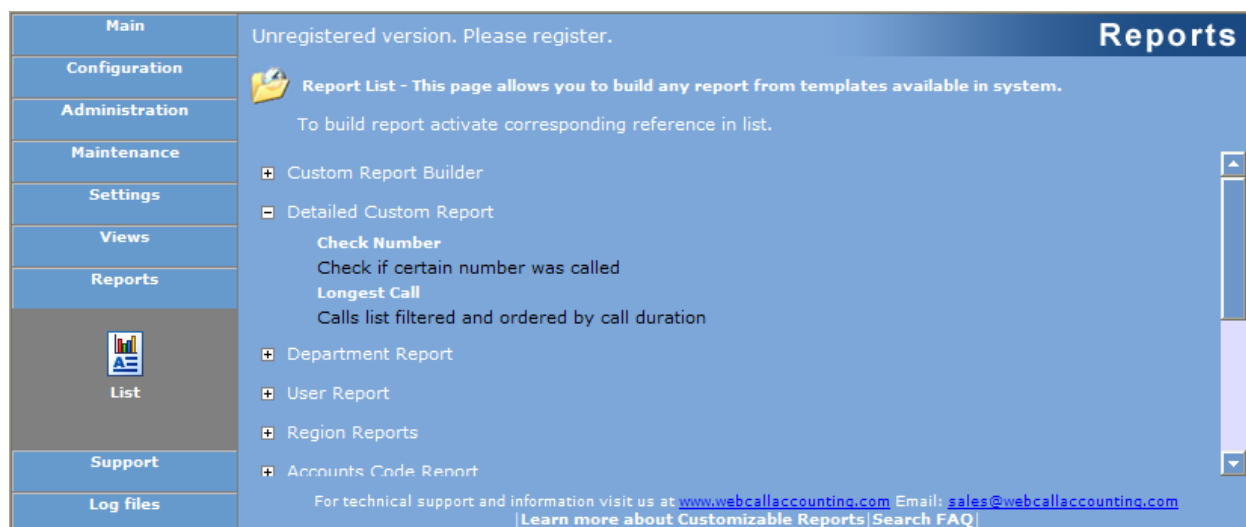 Main
Configuration
Administration
Maintenance
Settings
Views
Reports
List
Support
Log files
Unregistered version. Please register.
Reports
Report List - This page allows you to build any report from templates available in system.
To build report activate corresponding reference in list.
Custom Report Builder
Detailed Custom Report
Check Number
Check if certain number was called
Longest Call
Calls list filtered and ordered by call duration
Department Report
User Report
Region Reports
Accounts Code Report
For technical support and information visit us at www.webcallaccounting.com Email: sales@webcallaccounting.com
|Learn more about Customizable Reports|Search FAQ|